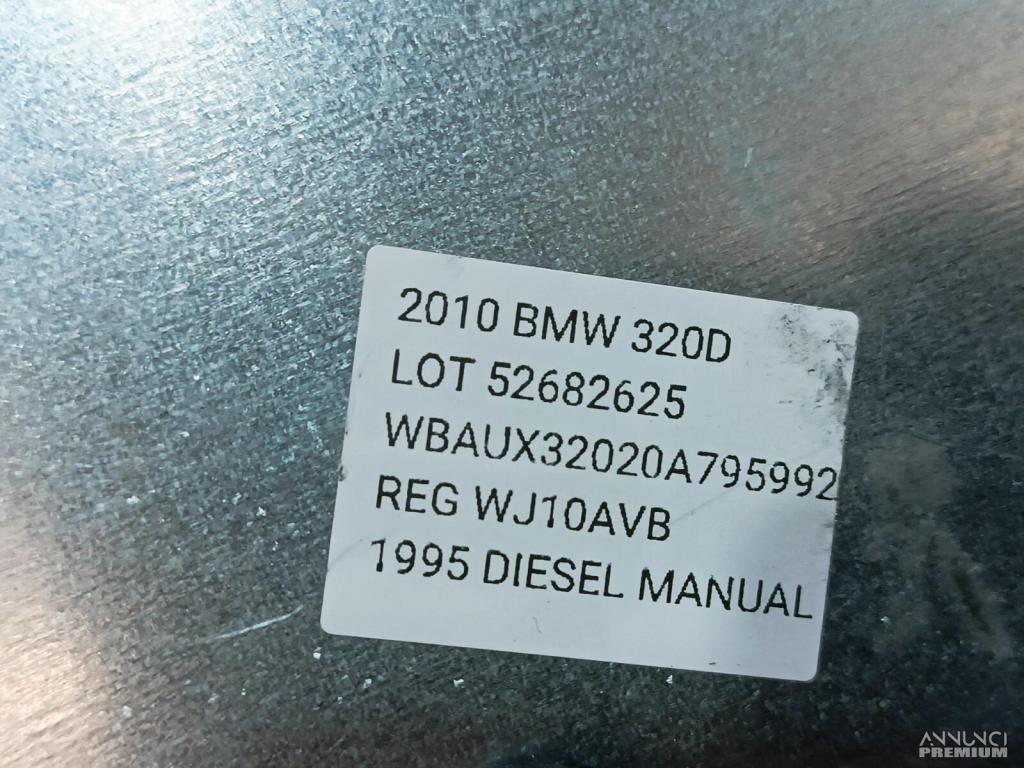 2010 BMW 320D
LOT 52682625
WBAUX32020A795992
REG WJ10AVB
1995 DIESEL MANUAL
ANNUNCI
PREMIUM